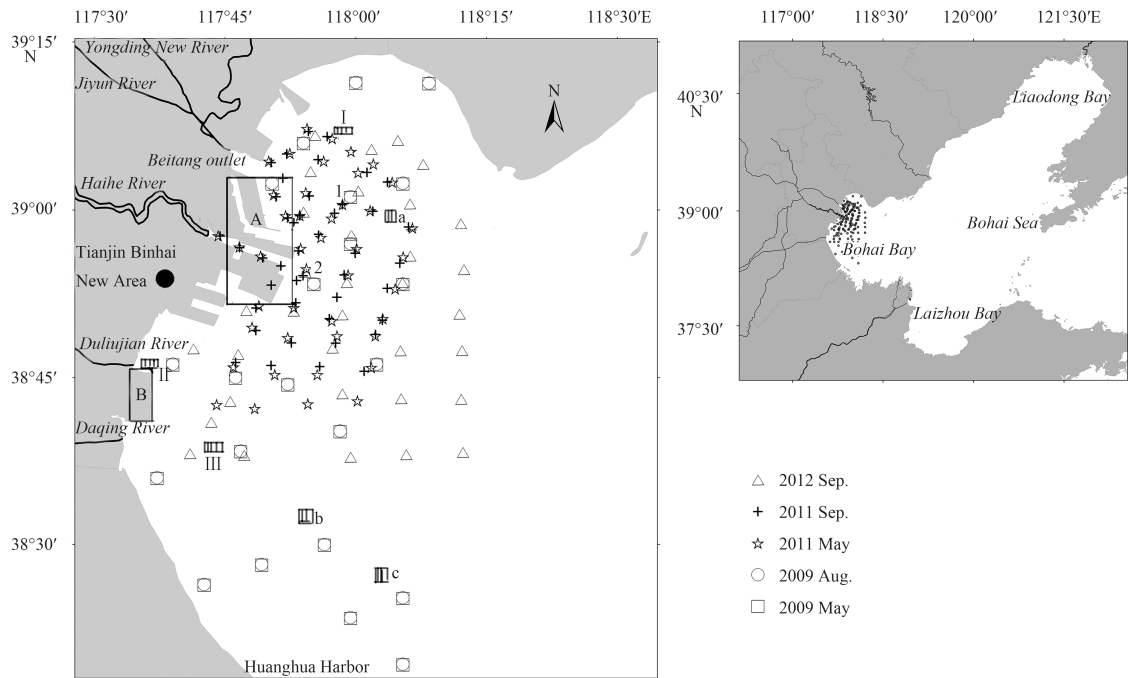 117°30′ 117°45′ 118°00′ 118°15′ 118°30′E
39°15′
N
Yongding New River
Jiyun River
N
I
Beitang outlet
Haihe River
1
39°00′
A
a
Tianjin Binhai
New Area
2
Duliujian River
38°45′
II
B
Daqing River
III
b
38°30′
c
Huanghua Harbor
117°00′ 118°50′ 120°00′ 121°50′E
40°30′
N
Liaodong Bay
39°00′
Bohai Sea
Bohai Bay
Laizhou Bay
37°30′
2012 Sep.
2011 Sep.
2011 May
2009 Aug.
2009 May